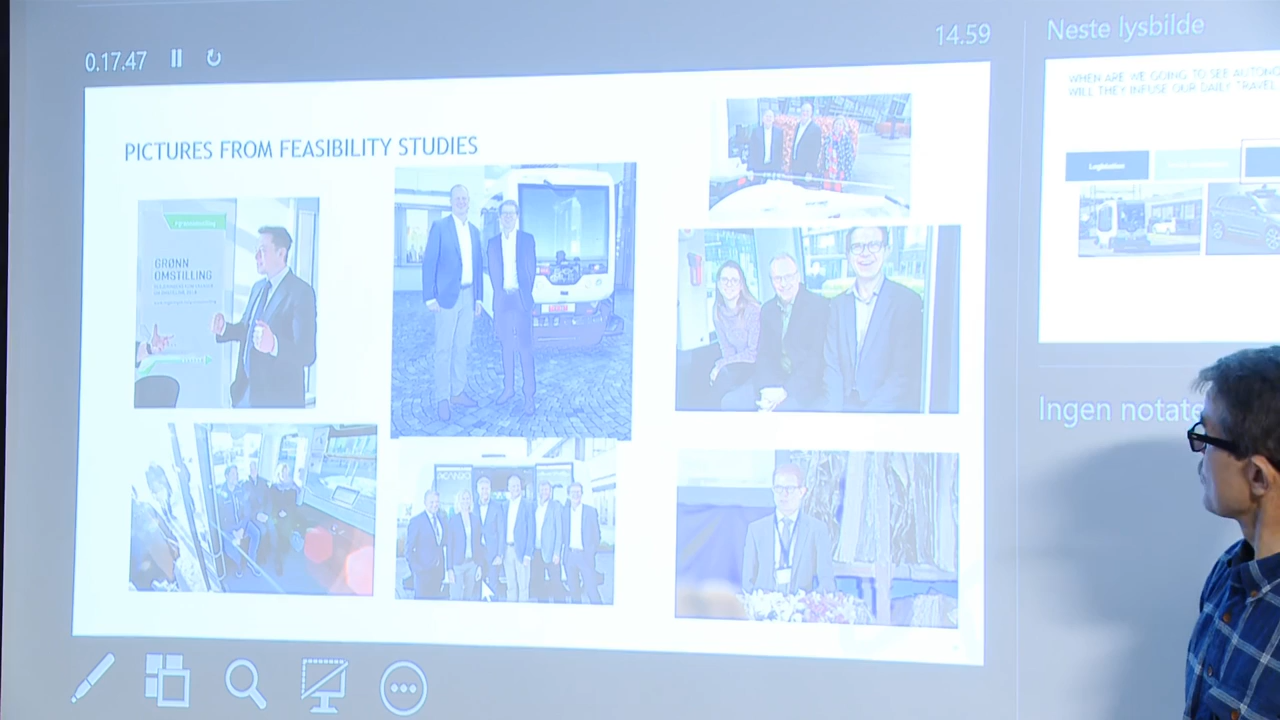 0.17.47
14.59
PICTURES FROM FEASIBILITY STUDIES
GRØNN
OMSTILLING
Neste lysbilde
WHEN ARE WE GOING TO SEE AUTONO
WILL THEY INFUSE OUR DAILY TRAVEL
Legislation
Ingen notate